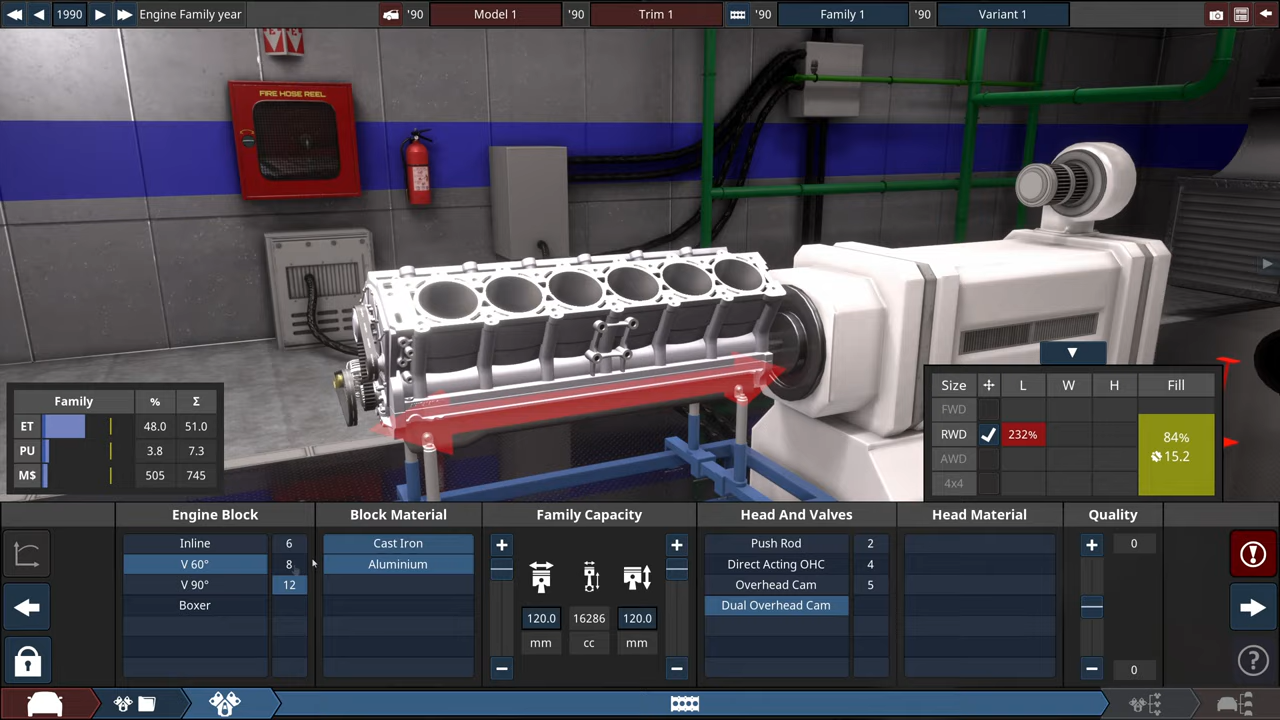 1990 Engine Family year '90 Model 1 '90 Trim 1 '90 Family 1 '90 Variant 1
FIRE HOSE REEL
Family % Σ
ET 48.0 51.0
PU 3.8 7.3
M$ 505 745
Size L W H Fill
FWD
RWD 232%
AWD
4x4
84%
15.2
Engine Block
Inline 6
V 60° 8
V 90° 12
Boxer
Block Material
Cast Iron
Aluminium
Family Capacity
+ +
120.0 16286 120.0
mm cc mm
- -
Head And Valves
Push Rod 2
Direct Acting OHC 4
Overhead Cam 5
Dual Overhead Cam
Head Material
Quality
+ 0
- 0
?